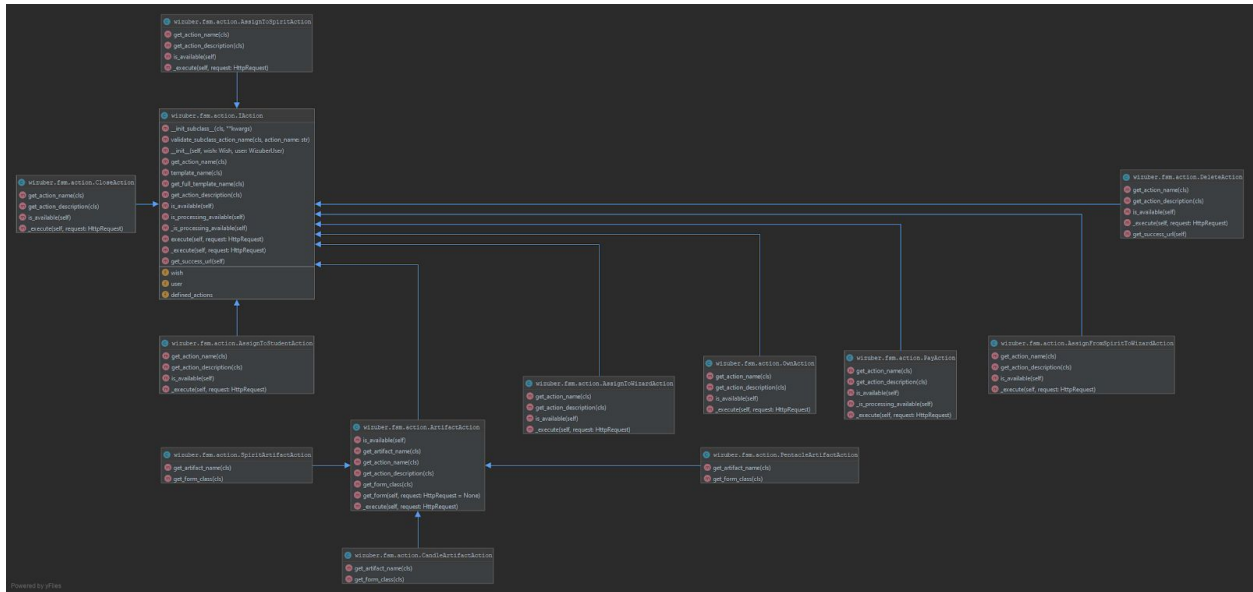 wizuber.fsm.action.AssignToSpiritAction
get_action_name(cls)
get_action_description(cls)
is_available(self)
_execute(self, request: HttpRequest)
wizuber.fsm.action.IAction
__init_subclass__(cls, **kwargs)
validate_subclass_action_name(cls, action_name: str)
__init__(self, wish: Wish, user: WizuberUser)
get_action_name(cls)
template_name(cls)
get_full_template_name(cls)
get_action_description(cls)
is_available(self)
is_processing_available(self)
_is_processing_available(self)
execute(self, request: HttpRequest)
_execute(self, request: HttpRequest)
get_success_url(self)
wish
user
defined_actions
wizuber.fsm.action.CloseAction
get_action_name(cls)
get_action_description(cls)
is_available(self)
_execute(self, request: HttpRequest)
wizuber.fsm.action.DeleteAction
get_action_name(cls)
get_action_description(cls)
is_available(self)
_execute(self, request: HttpRequest)
get_success_url(self)
wizuber.fsm.action.AssignToStudentAction
get_action_name(cls)
get_action_description(cls)
is_available(self)
_execute(self, request: HttpRequest)
wizuber.fsm.action.AssignFromSpiritToWizardAction
get_action_name(cls)
get_action_description(cls)
is_available(self)
_execute(self, request: HttpRequest)
wizuber.fsm.action.PayAction
get_action_name(cls)
get_action_description(cls)
is_available(self)
_is_processing_available(self)
_execute(self, request: HttpRequest)
wizuber.fsm.action.OwnAction
get_action_name(cls)
get_action_description(cls)
is_available(self)
_execute(self, request: HttpRequest)
wizuber.fsm.action.AssignToWizardAction
get_action_name(cls)
get_action_description(cls)
is_available(self)
_execute(self, request: HttpRequest)
wizuber.fsm.action.ArtifactAction
is_available(self)
get_artifact_name(cls)
get_action_name(cls)
get_action_description(cls)
get_form_class(cls)
get_form(self, request: HttpRequest = None)
_execute(self, request: HttpRequest)
wizuber.fsm.action.SpiritArtifactAction
get_artifact_name(cls)
get_form_class(cls)
wizuber.fsm.action.PentacleArtifactAction
get_artifact_name(cls)
get_form_class(cls)
wizuber.fsm.action.CandleArtifactAction
get_artifact_name(cls)
get_form_class(cls)
Powered by yFiles